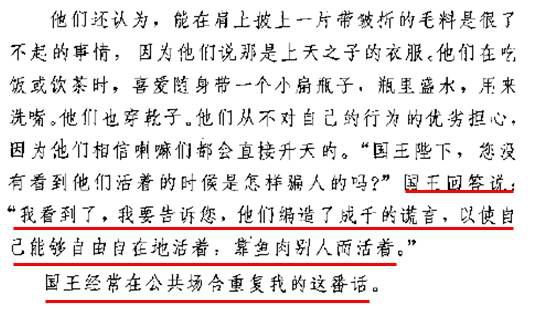 他们还认为，能在肩上披上一片带皱折的毛料是很了
不起的事情，因为他们说那是上天之子的衣服。他们在吃
饭或饮茶时，喜爱随身带一个小扁瓶子，瓶里盛水，用来
洗嘴。他们也穿靴子。他们从不对自己的行为的优劣担心，
因为他们相信喇嘛们都会直接升天的。“国王陛下，您没
有看到他们活着的时候是怎样骗人的吗？”国王回答说：
“我看到了，我要告诉您，他们编造了成千的谎言，以使自
己能够自由自在地活着，靠鱼肉别人而活着。”
国王经常在公共场合重复我的这番话。